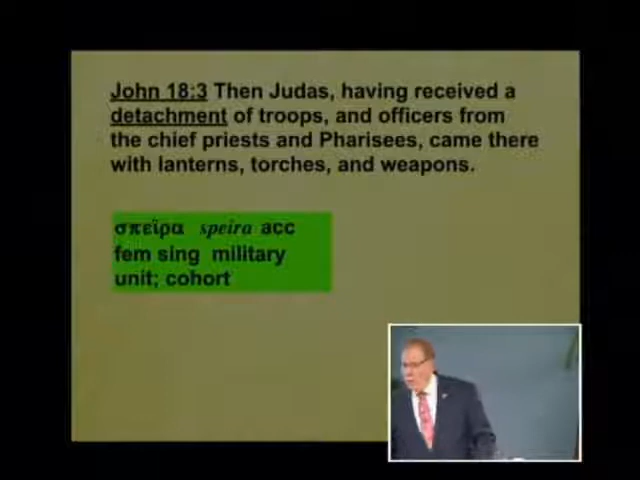 John 18:3 Then Judas, having received a
detachment of troops, and officers from
the chief priests and Pharisees, came there
with lanterns, torches, and weapons.
σπεῖρα speira acc
fem sing military
unit; cohort